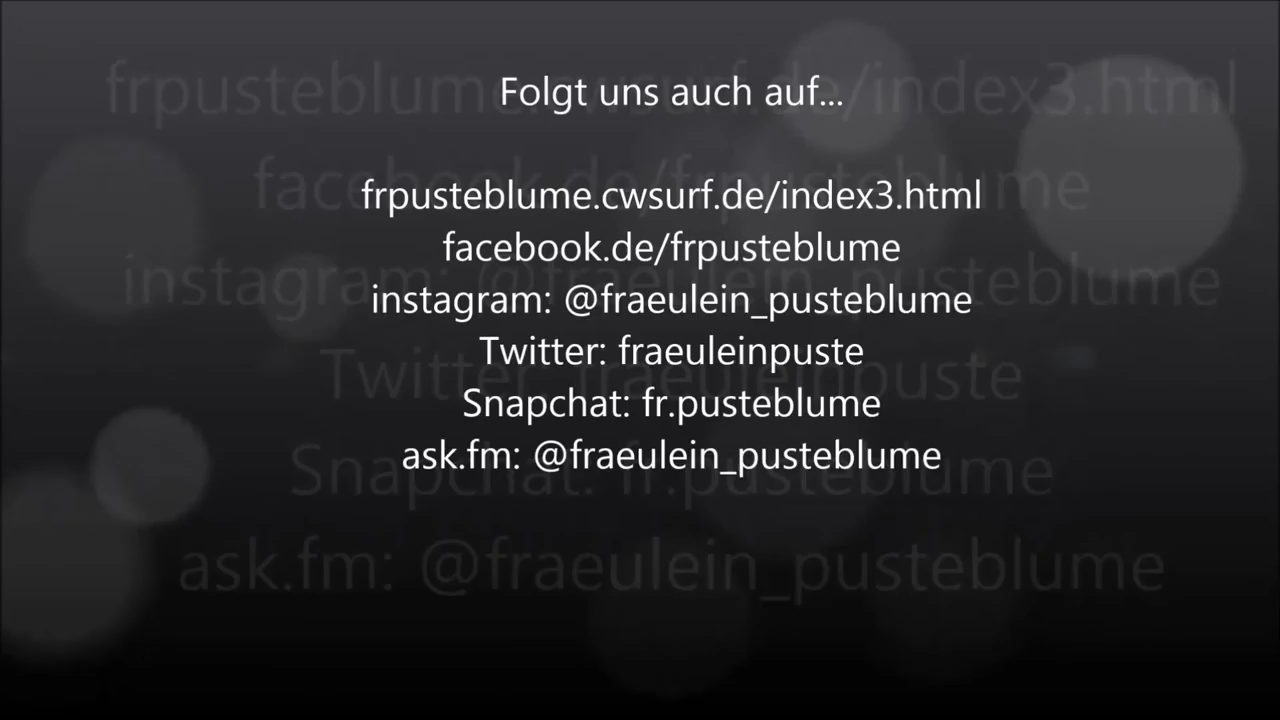 Folgt uns auch auf...
frpusteblume.cwsurf.de/index3.html
facebook.de/frpusteblume
instagram: @fraeulein_pusteblume
Twitter: fraeuleinpuste
Snapchat: fr.pusteblume
ask.fm: @fraeulein_pusteblume